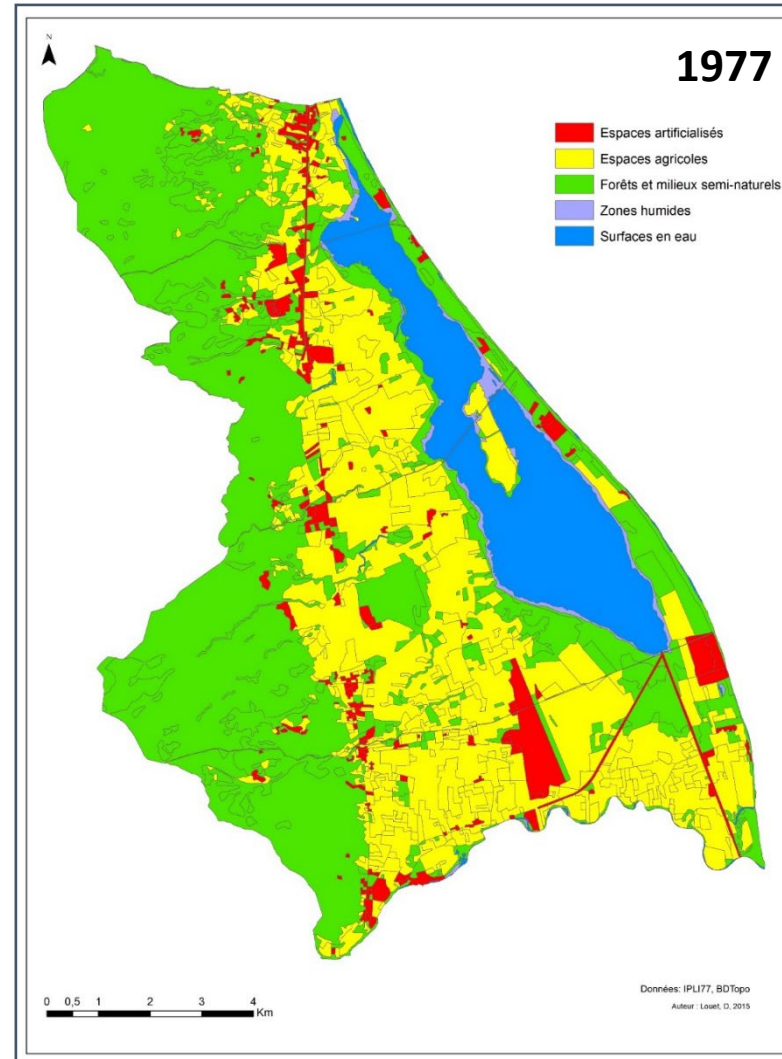 N
1977
Espaces artificialisés
Espaces agricoles
Forêts et milieux semi-naturels
Zones humides
Surfaces en eau
Données: IPLI77, BDTopo
Auteur : Louet, D, 2015
0 0,5 1 2 3 4
Km